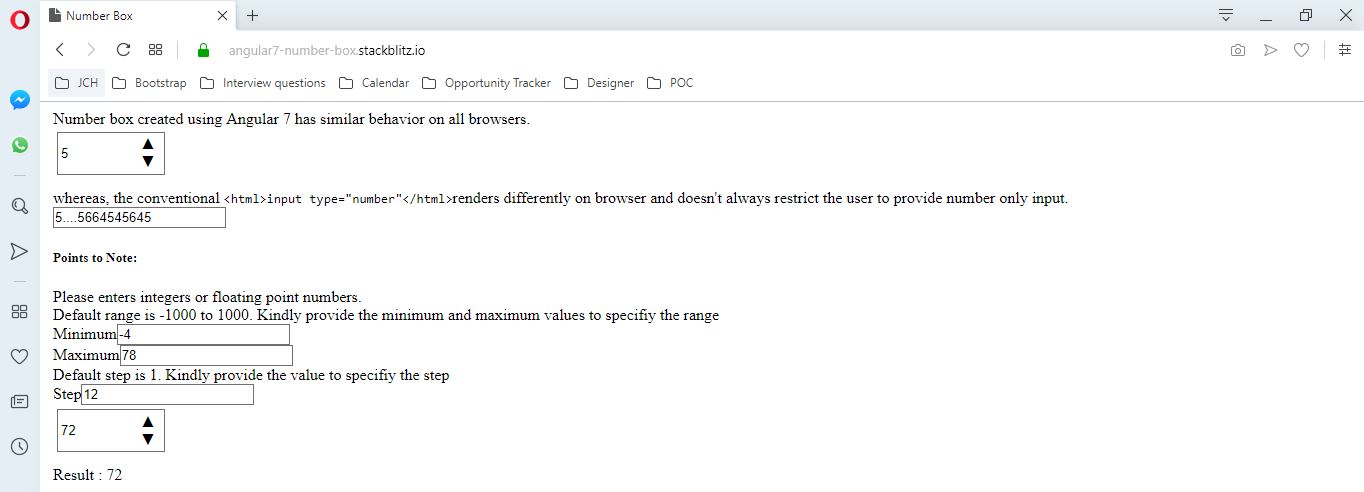 Number Box
angular7-number-box.stackblitz.io
JCH Bootstrap Interview questions Calendar Opportunity Tracker Designer POC
Number box created using Angular 7 has similar behavior on all browsers.
5
whereas, the conventional <html>input type="number"</html>renders differently on browser and doesn't always restrict the user to provide number only input.
5....5664545645
Points to Note:
Please enters integers or floating point numbers.
Default range is -1000 to 1000. Kindly provide the minimum and maximum values to specifiy the range
Minimum -4
Maximum 78
Default step is 1. Kindly provide the value to specifiy the step
Step 12
72
Result : 72